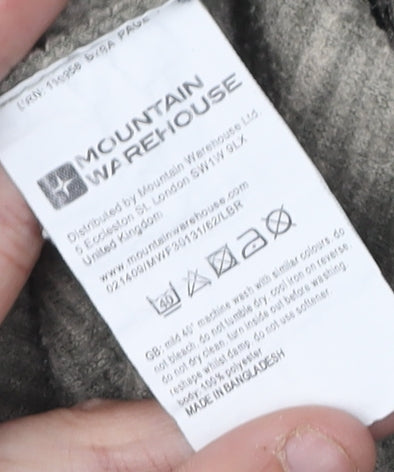 MOUNTAIN
WAREHOUSE
Distributed by Mountain Warehouse Ltd.
5 Eccleston St. London SW1W 9LX
United Kingdom
www.mountainwarehouse.com
021409/MWF30131/62/LBR
40
GB: mild 40° machine wash with similar colours. do
not bleach. do not tumble dry. cool iron on reverse.
do not dry clean. turn inside out before washing.
reshape whilst damp. do not use softener.
body: 100% polyester
MADE IN BANGLADESH